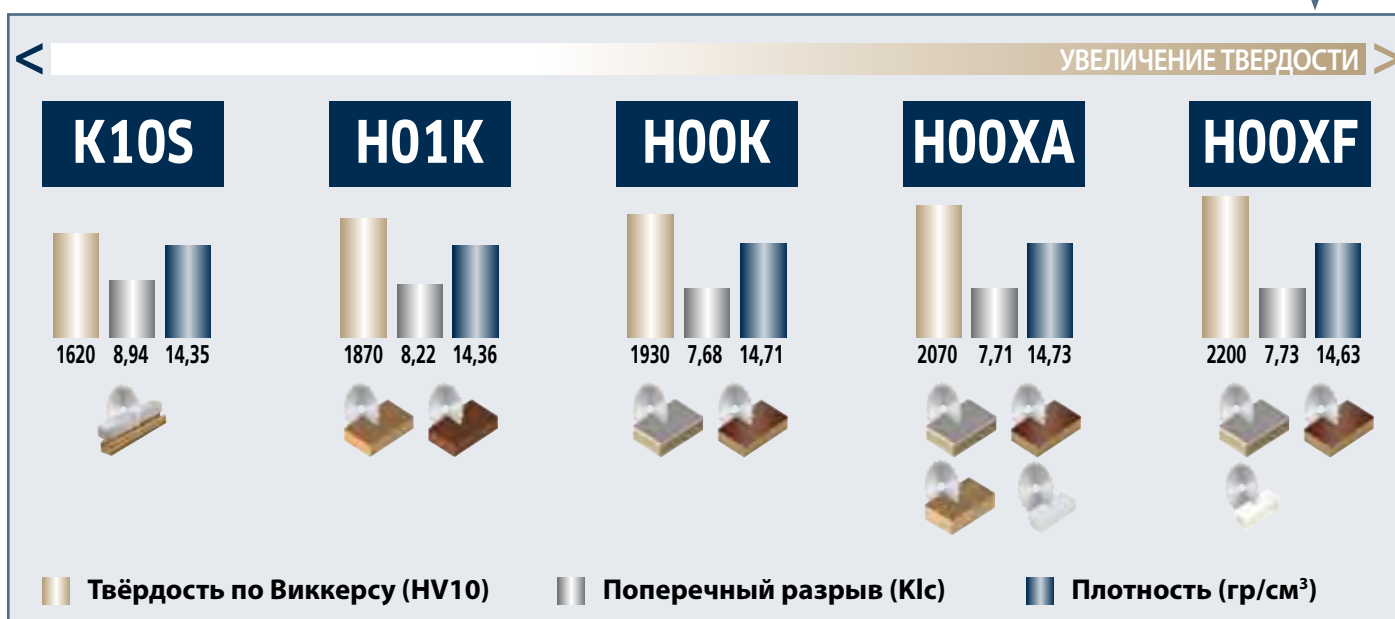 < УВЕЛИЧЕНИЕ ТВЕРДОСТИ >
K10S H01K H00K H00XA H00XF
1620 8,94 14,35 1870 8,22 14,36 1930 7,68 14,71 2070 7,71 14,73 2200 7,73 14,63
Твёрдость по Виккерсу (HV10) Поперечный разрыв (Klc) Плотность (гр/см³)